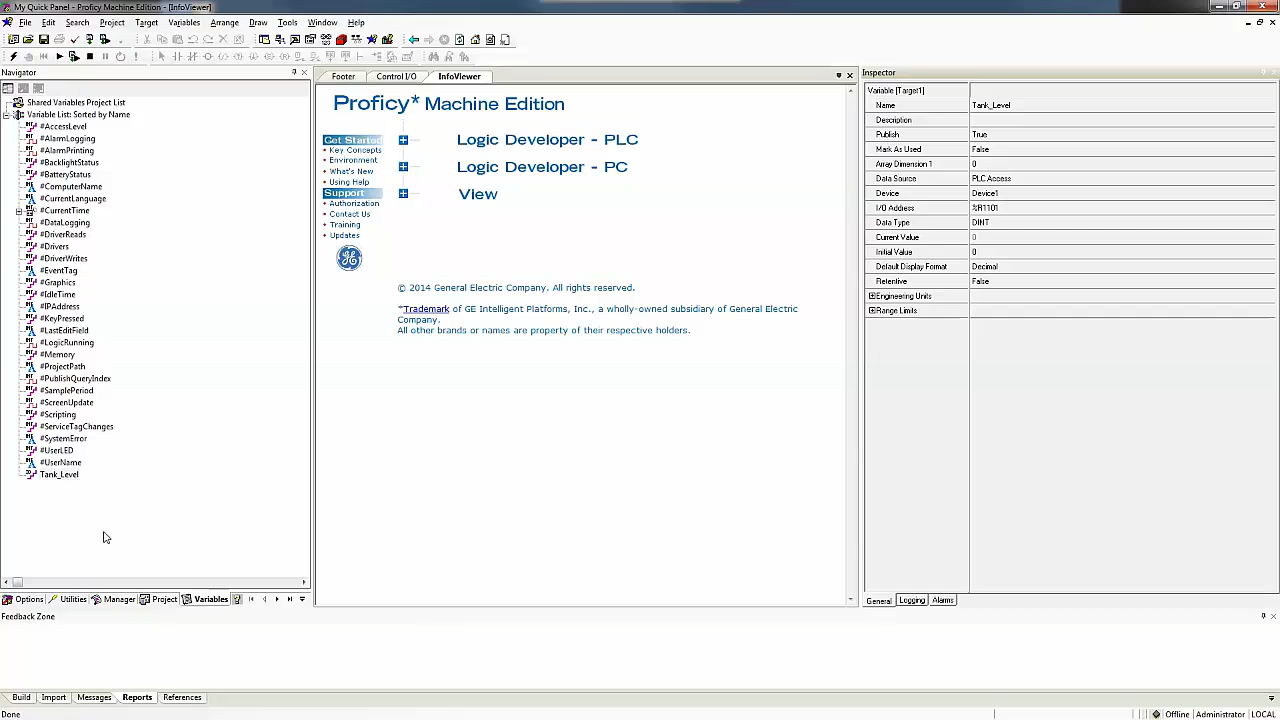 My Quick Panel - Proficy Machine Edition - [InfoViewer]
File Edit Search Project Target Variables Arrange Draw Tools Window Help
Navigator
Shared Variables Project List
Variable List: Sorted by Name
#AccessLevel
#AlarmLogging
#AlarmPrinting
#BacklightStatus
#BatteryStatus
#ComputerName
#CurrentLanguage
#CurrentTime
#DataLogging
#DriverReads
#Drivers
#DriverWrites
#EventTag
#Graphics
#IdleTime
#IPAddress
#KeyPressed
#LastEditField
#LogicRunning
#Memory
#ProjectPath
#PublishQueryIndex
#SamplePeriod
#ScreenUpdate
#Scripting
#ServiceTagChanges
#SystemError
#UserLED
#UserName
Tank_Level
Options Utilities Manager Project Variables
Footer Control I/O InfoViewer
Proficy* Machine Edition
Get Started
Key Concepts
Environment
What's New
Using Help
Support
Authorization
Contact Us
Training
Updates
Logic Developer - PLC
Logic Developer - PC
View
© 2014 General Electric Company. All rights reserved.
*Trademark of GE Intelligent Platforms, Inc., a wholly-owned subsidiary of General Electric
Company.
All other brands or names are property of their respective holders.
Inspector
Variable [Target1]
Name Tank_Level
Description
Publish True
Mark As Used False
Array Dimension 1 0
Data Source PLC Access
Device Device1
I/O Address %R1101
Data Type DINT
Current Value 0
Initial Value 0
Default Display Format Decimal
Retentive False
Engineering Units
Range Limits
General Logging Alarms
Feedback Zone
Build Import Messages Reports References
Done
Offline Administrator LOCAL